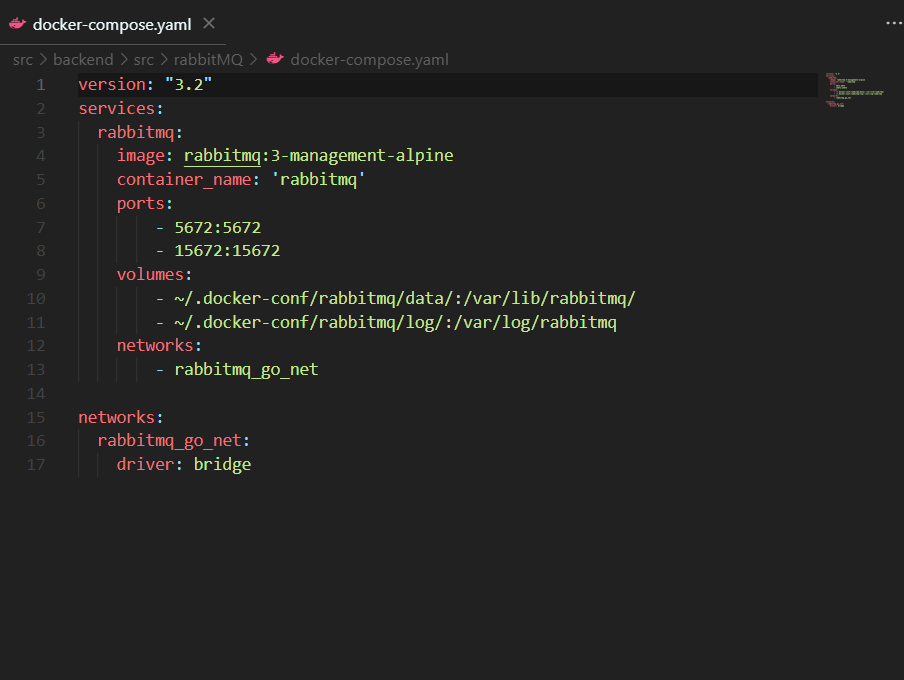 docker-compose.yaml
src > backend > src > rabbitMQ > docker-compose.yaml
1 version: "3.2"
2 services:
3   rabbitmq:
4     image: rabbitmq:3-management-alpine
5     container_name: 'rabbitmq'
6     ports:
7         - 5672:5672
8         - 15672:15672
9     volumes:
10         - ~/.docker-conf/rabbitmq/data/:/var/lib/rabbitmq/
11         - ~/.docker-conf/rabbitmq/log/:/var/log/rabbitmq
12     networks:
13         - rabbitmq_go_net
14
15 networks:
16   rabbitmq_go_net:
17     driver: bridge